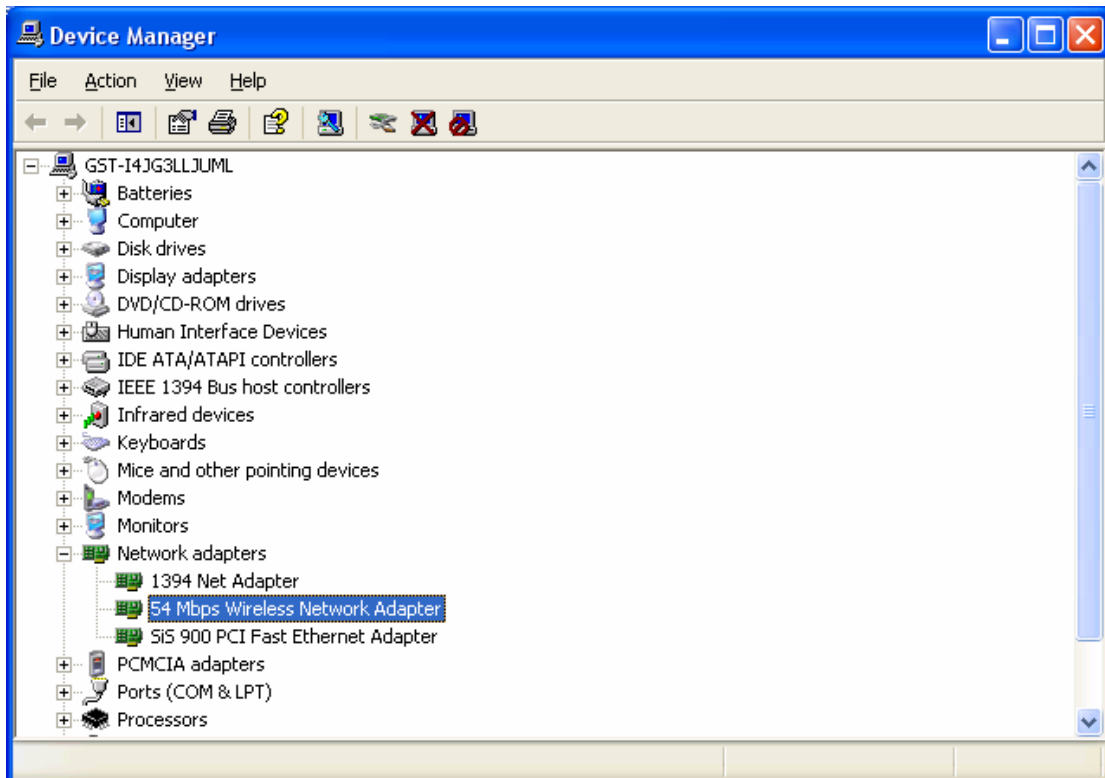 Device Manager
File Action View Help
GST-I4JG3LLJUML
Batteries
Computer
Disk drives
Display adapters
DVD/CD-ROM drives
Human Interface Devices
IDE ATA/ATAPI controllers
IEEE 1394 Bus host controllers
Infrared devices
Keyboards
Mice and other pointing devices
Modems
Monitors
Network adapters
1394 Net Adapter
54 Mbps Wireless Network Adapter
SiS 900 PCI Fast Ethernet Adapter
PCMCIA adapters
Ports (COM & LPT)
Processors